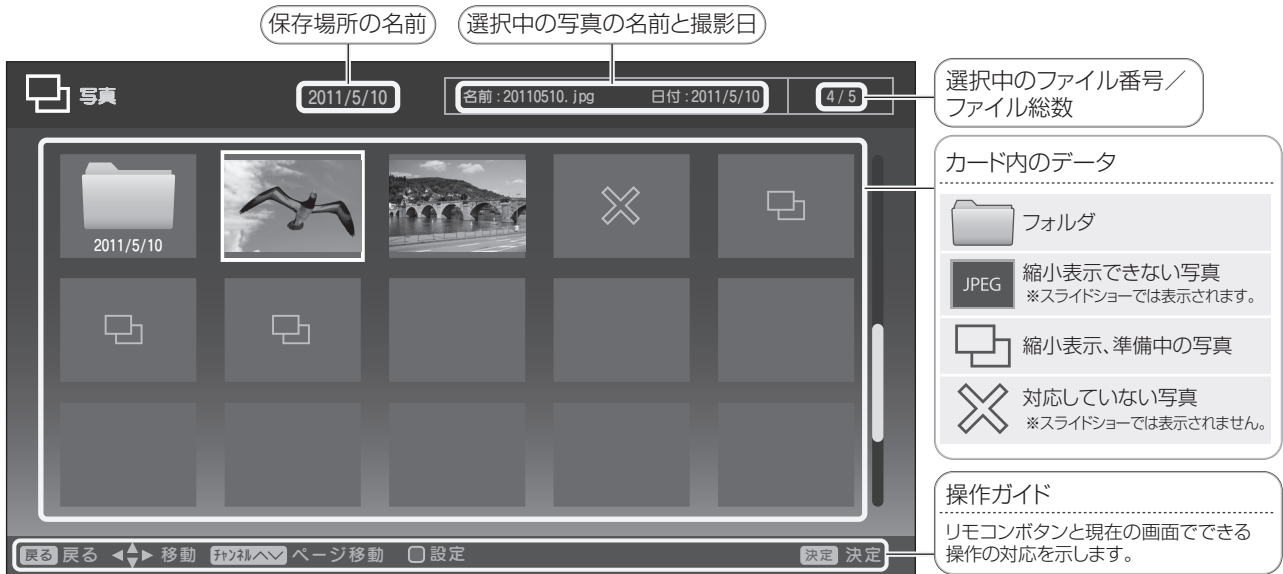 保存場所の名前
選択中の写真の名前と撮影日
写真
2011/5/10
名前:20110510.jpg 日付:2011/5/10
4/5
選択中のファイル番号/
ファイル総数
2011/5/10
カード内のデータ
フォルダ
JPEG
縮小表示できない写真
※スライドショーでは表示されます。
縮小表示、準備中の写真
対応していない写真
※スライドショーでは表示されません。
戻る 戻る 移動 チャンネル ページ移動 設定 決定 決定
操作ガイド
リモコンボタンと現在の画面でできる
操作の対応を示します。